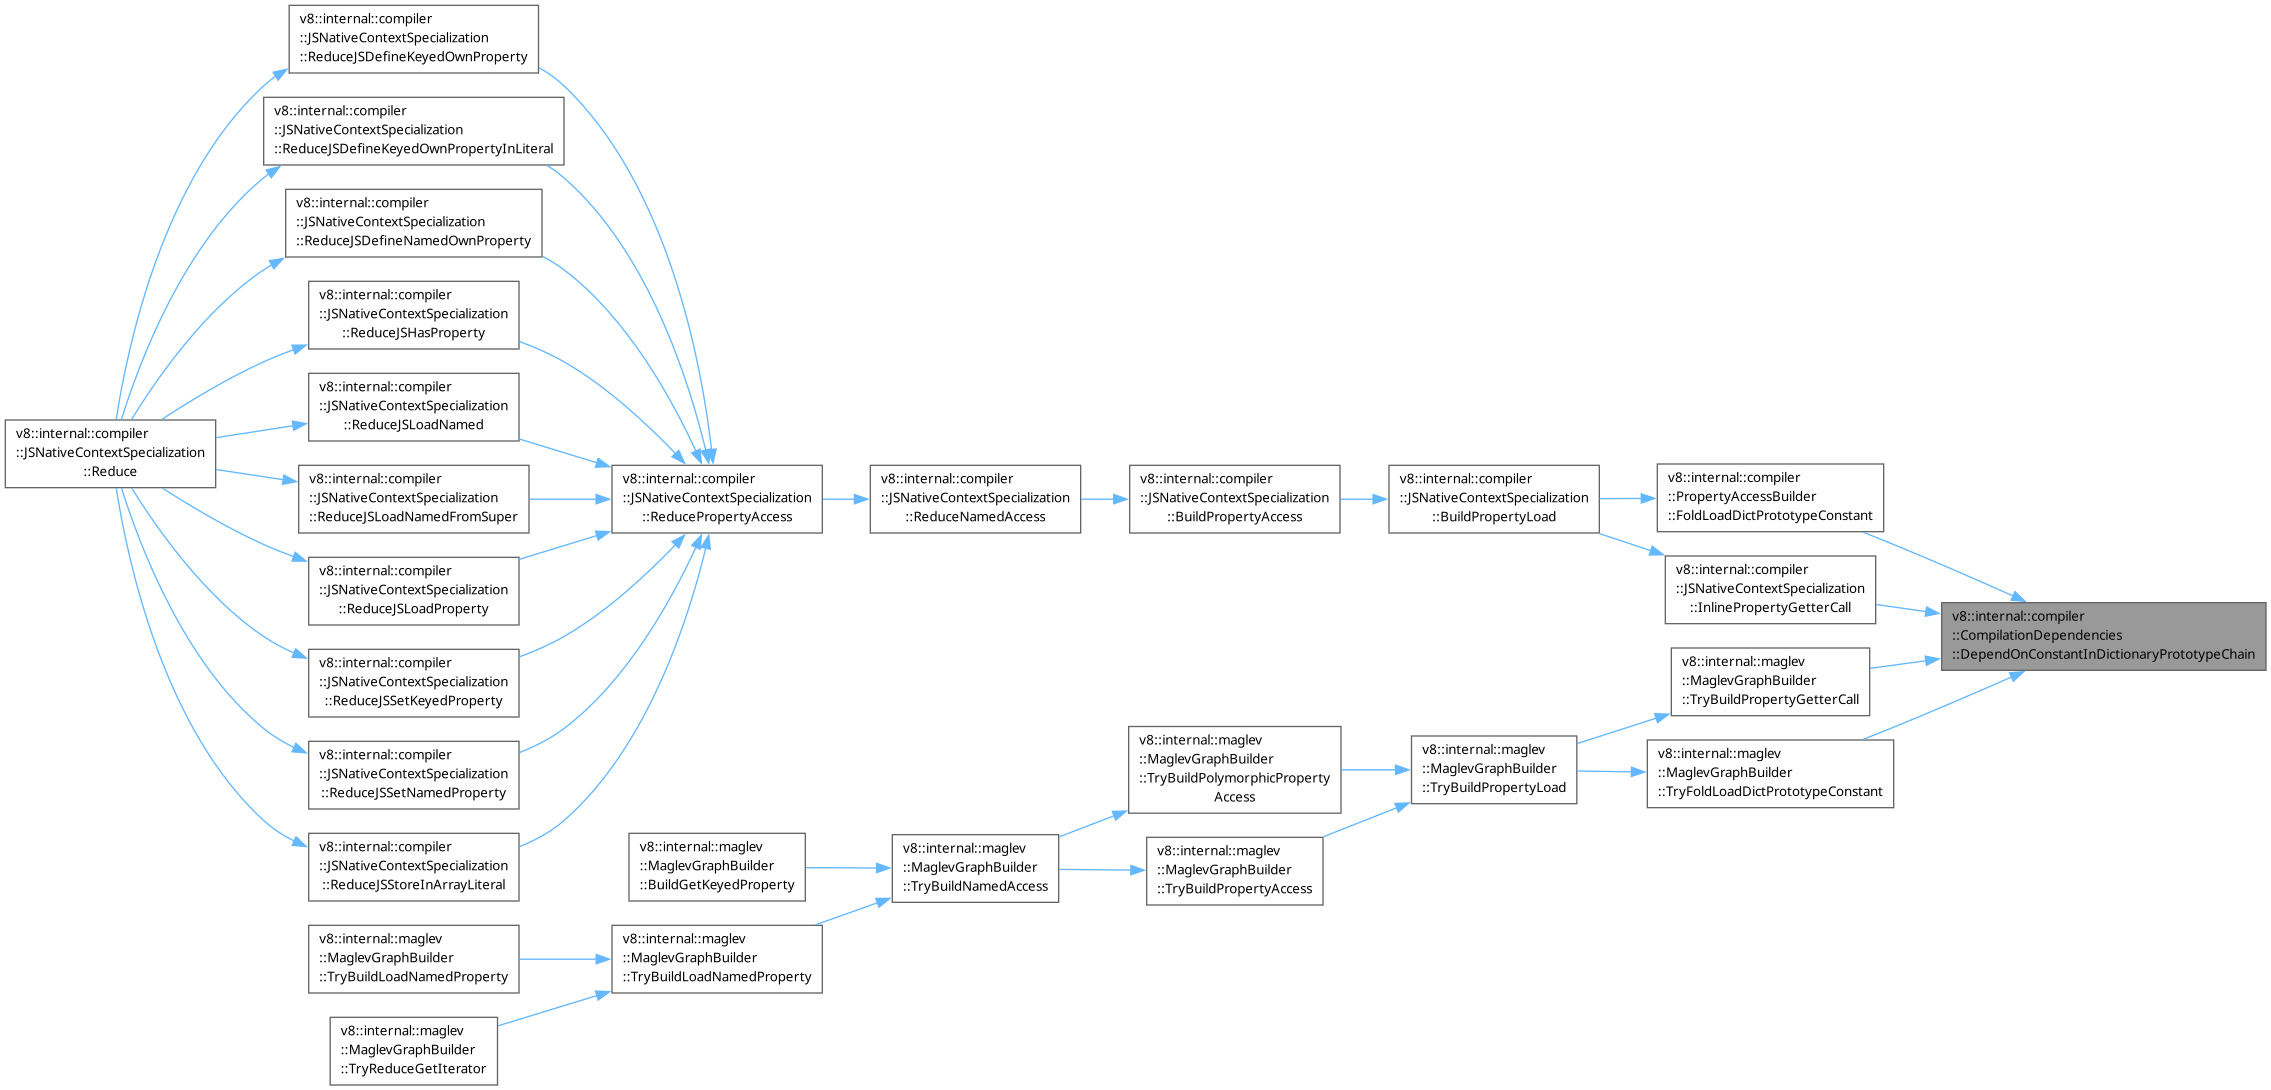 v8::internal::compiler
::JSNativeContextSpecialization
::ReduceJSDefineKeyedOwnProperty
v8::internal::compiler
::JSNativeContextSpecialization
::ReduceJSDefineKeyedOwnPropertyInLiteral
v8::internal::compiler
::JSNativeContextSpecialization
::ReduceJSDefineNamedOwnProperty
v8::internal::compiler
::JSNativeContextSpecialization
::ReduceJSHasProperty
v8::internal::compiler
::JSNativeContextSpecialization
::ReduceJSLoadNamed
v8::internal::compiler
::JSNativeContextSpecialization
::Reduce
v8::internal::compiler
::JSNativeContextSpecialization
::ReduceJSLoadNamedFromSuper
v8::internal::compiler
::JSNativeContextSpecialization
::ReducePropertyAccess
v8::internal::compiler
::JSNativeContextSpecialization
::ReduceNamedAccess
v8::internal::compiler
::JSNativeContextSpecialization
::BuildPropertyAccess
v8::internal::compiler
::JSNativeContextSpecialization
::BuildPropertyLoad
v8::internal::compiler
::PropertyAccessBuilder
::FoldLoadDictPrototypeConstant
v8::internal::compiler
::JSNativeContextSpecialization
::ReduceJSLoadProperty
v8::internal::compiler
::JSNativeContextSpecialization
::InlinePropertyGetterCall
v8::internal::compiler
::CompilationDependencies
::DependOnConstantInDictionaryPrototypeChain
v8::internal::compiler
::JSNativeContextSpecialization
::ReduceJSSetKeyedProperty
v8::internal::maglev
::MaglevGraphBuilder
::TryBuildPropertyGetterCall
v8::internal::compiler
::JSNativeContextSpecialization
::ReduceJSSetNamedProperty
v8::internal::maglev
::MaglevGraphBuilder
::TryBuildPolymorphicProperty
Access
v8::internal::maglev
::MaglevGraphBuilder
::TryBuildPropertyLoad
v8::internal::maglev
::MaglevGraphBuilder
::TryFoldLoadDictPrototypeConstant
v8::internal::compiler
::JSNativeContextSpecialization
::ReduceJSStoreInArrayLiteral
v8::internal::maglev
::MaglevGraphBuilder
::BuildGetKeyedProperty
v8::internal::maglev
::MaglevGraphBuilder
::TryBuildNamedAccess
v8::internal::maglev
::MaglevGraphBuilder
::TryBuildPropertyAccess
v8::internal::maglev
::MaglevGraphBuilder
::TryBuildLoadNamedProperty
v8::internal::maglev
::MaglevGraphBuilder
::TryBuildLoadNamedProperty
v8::internal::maglev
::MaglevGraphBuilder
::TryReduceGetIterator